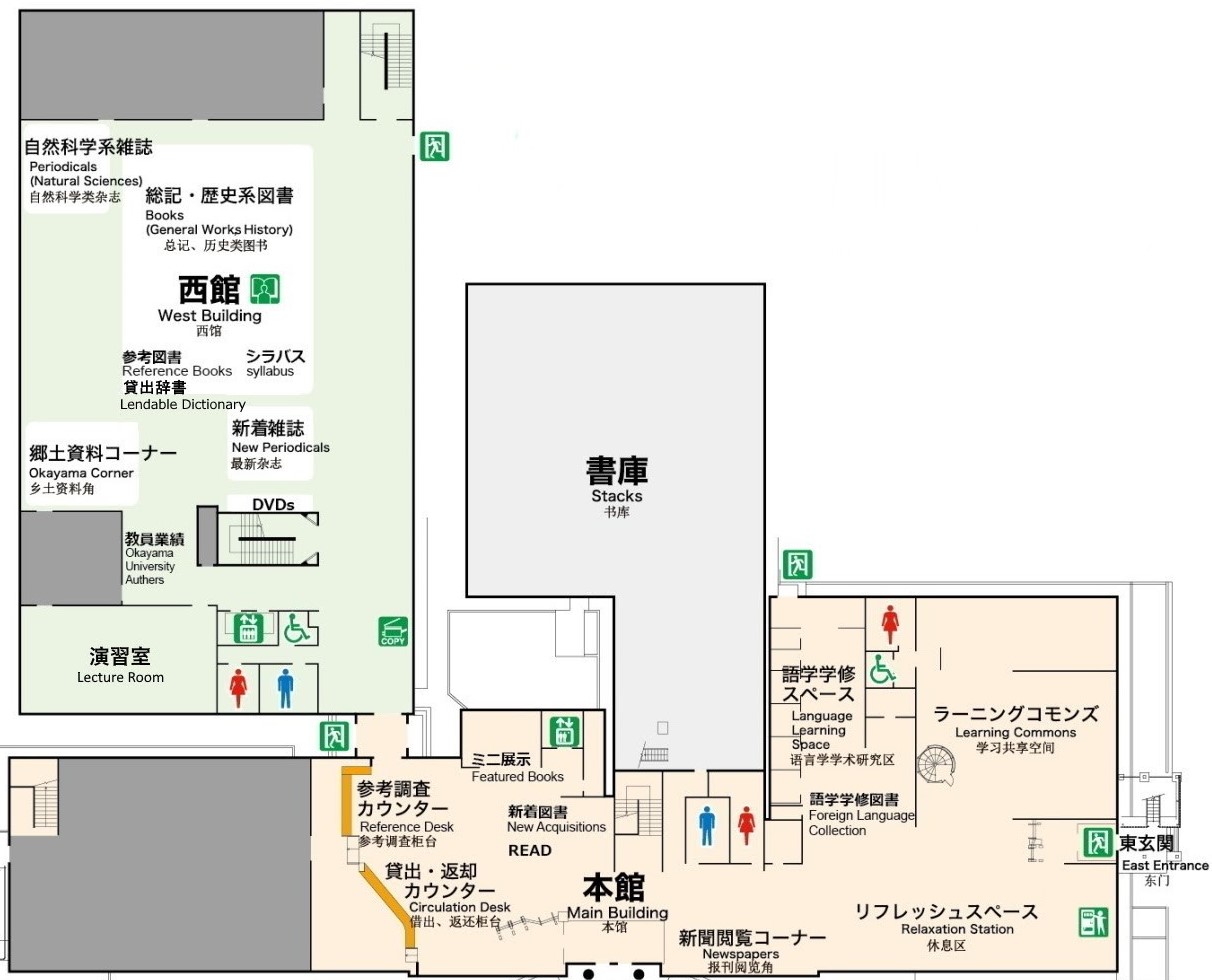 自然科学系雑誌
Periodicals
(Natural Sciences)
自然科学类杂志
総記・歴史系図書
Books
(General Works, History)
总记、历史类图书
西館
West Building
西馆
参考図書
Reference Books
シラバス
syllabus
貸出辞書
Lendable Dictionary
新着雑誌
New Periodicals
最新杂志
郷土資料コーナー
Okayama Corner
乡土资料角
DVDs
教員業績
Okayama
University
Authers
演習室
Lecture Room
COPY
書庫
Stacks
书库
語学学修
スペース
Language
Learning
Space
语言学学术研究区
ラーニングコモンズ
Learning Commons
学习共享空间
語学学修図書
Foreign Language
Collection
東玄関
East Entrance
东门
ミニ展示
Featured Books
参考調査
カウンター
Reference Desk
参考调查柜台
新着図書
New Acquisitions
READ
貸出・返却
カウンター
Circulation Desk
借出、返还柜台
本館
Main Building
本馆
新聞閲覧コーナー
Newspapers
报刊阅览角
リフレッシュスペース
Relaxation Station
休息区